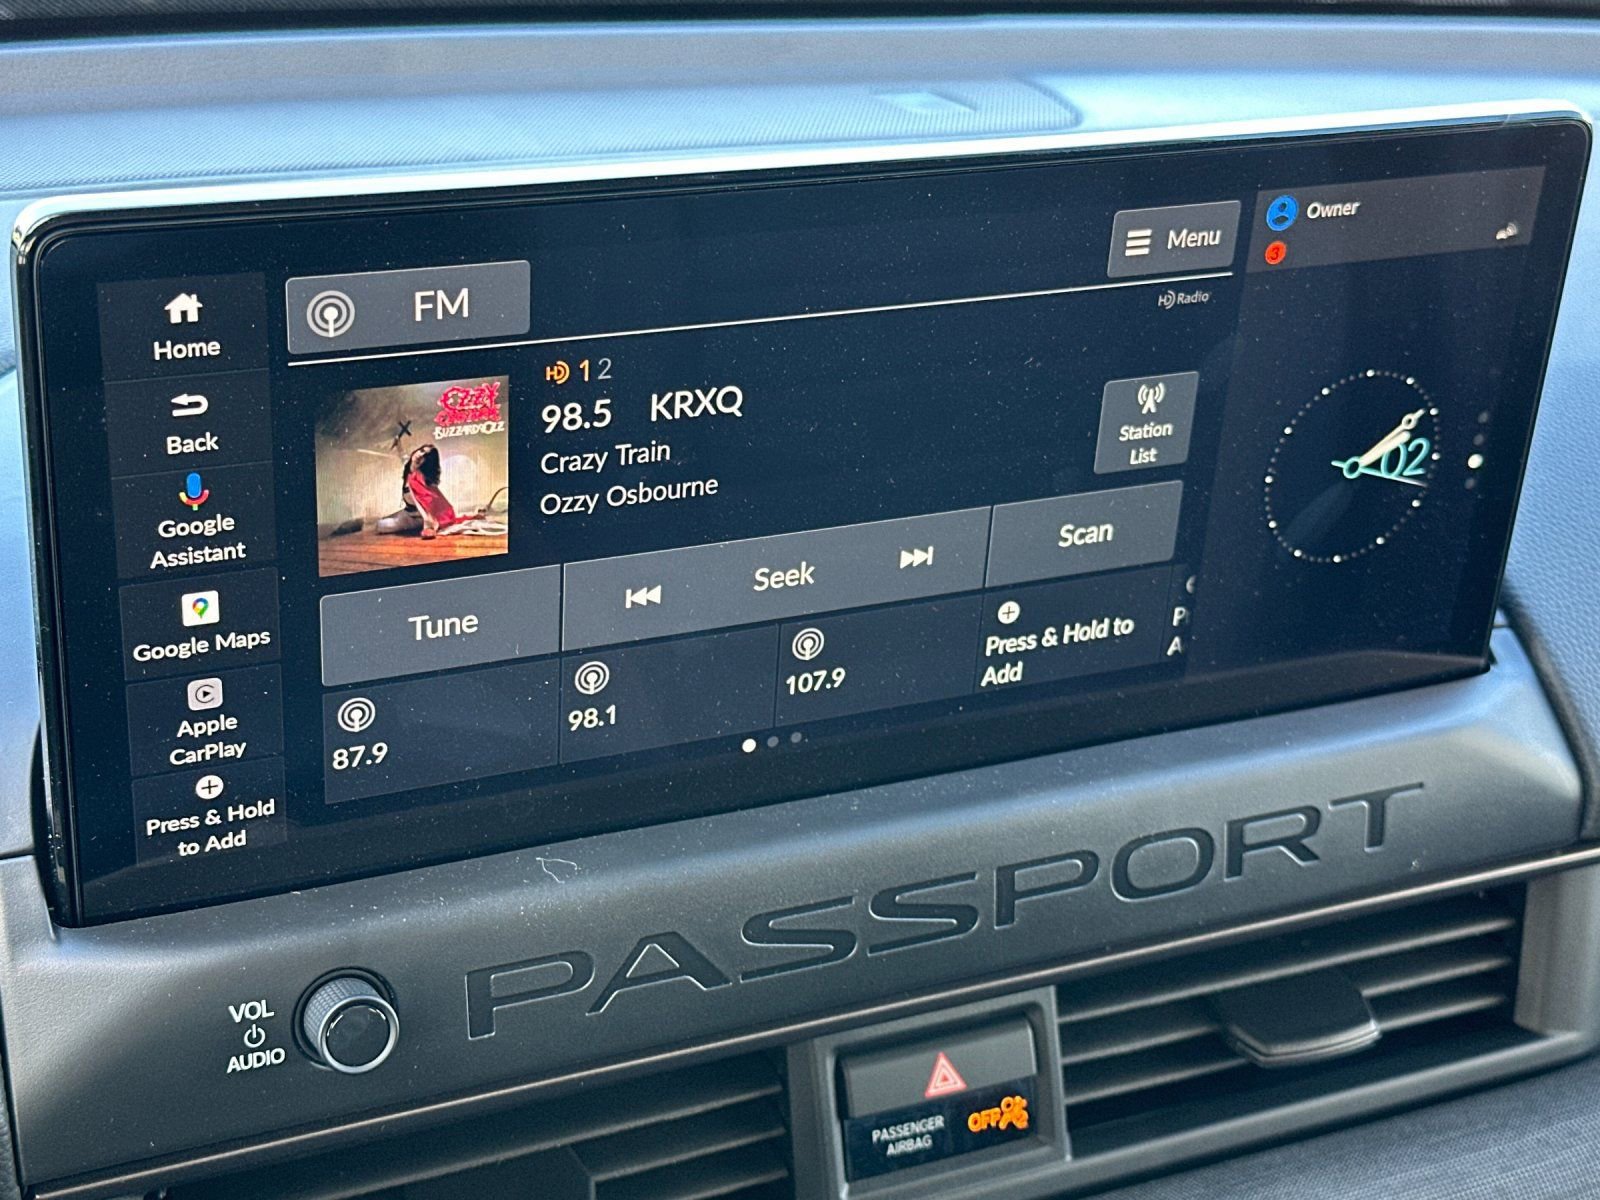 Owner
3
Menu
FM
HD Radio
Home
HD 1 2
98.5 KRXQ
Crazy Train
Ozzy Osbourne
Station
List
Back
Google
Assistant
Scan
Seek
Tune
Google Maps
Press & Hold to
Add
107.9
98.1
87.9
Apple
CarPlay
Press & Hold
to Add
02
PASSPORT
VOL
AUDIO
PASSENGER
AIRBAG
OFF